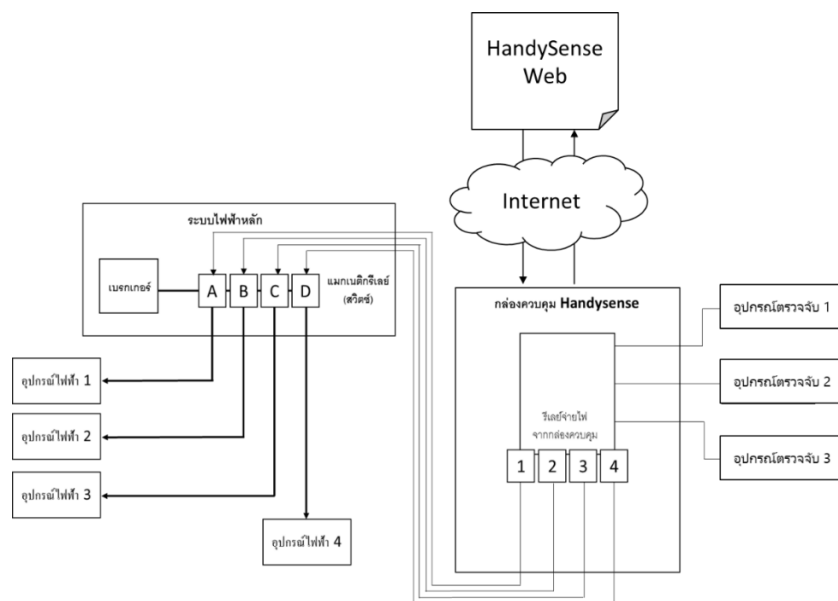 HandySense
Web
Internet
ระบบไฟฟ้าหลัก
เบรกเกอร์
A
B
C
D
แมกเนติกรีเลย์
(สวิตช์)
อุปกรณ์ไฟฟ้า 1
อุปกรณ์ไฟฟ้า 2
อุปกรณ์ไฟฟ้า 3
อุปกรณ์ไฟฟ้า 4
กล่องควบคุม Handysense
รีเลย์จ่ายไฟ
จากกล่องควบคุม
1
2
3
4
อุปกรณ์ตรวจจับ 1
อุปกรณ์ตรวจจับ 2
อุปกรณ์ตรวจจับ 3